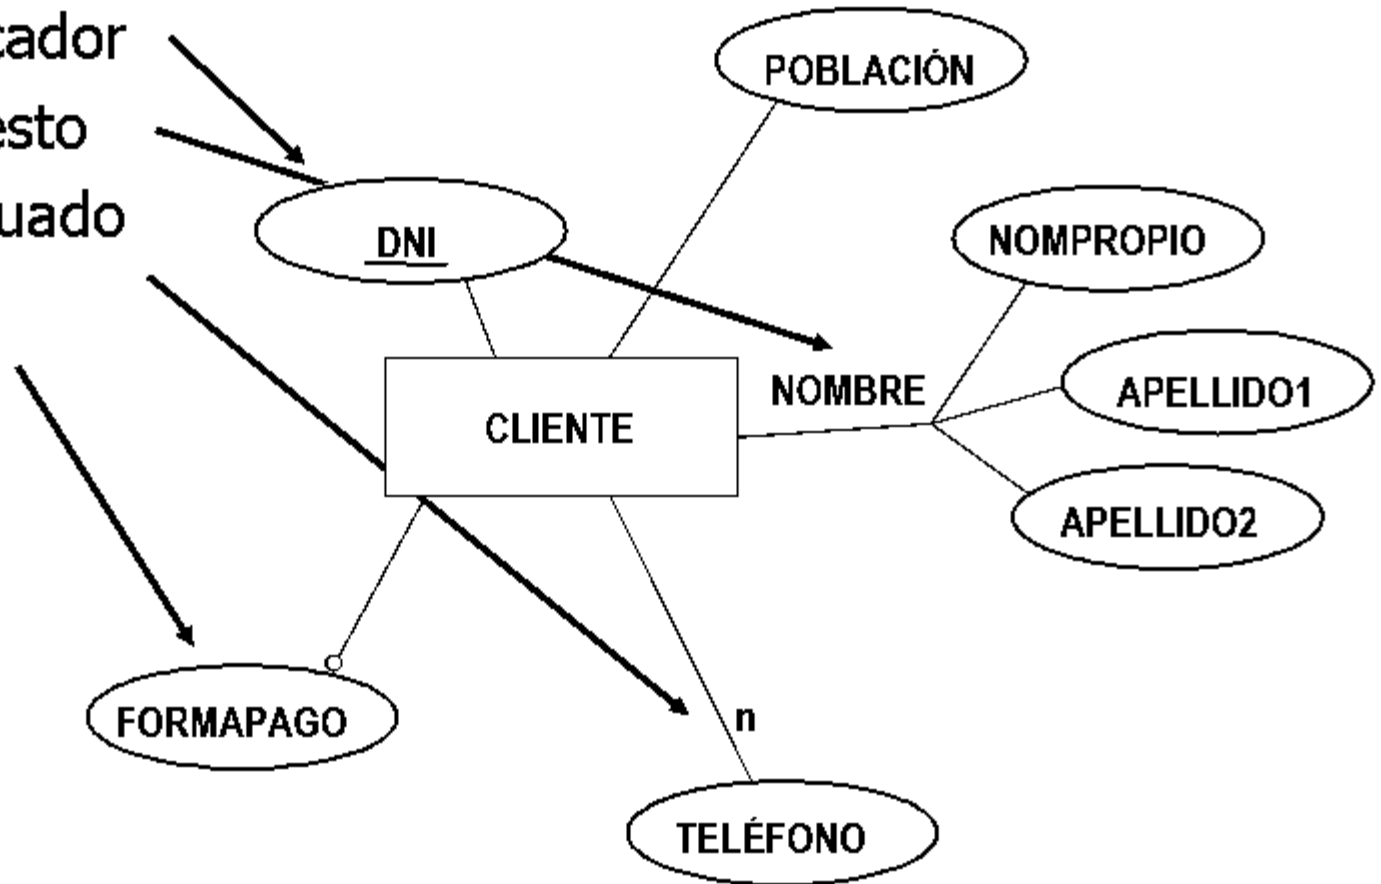 cador
POBLACIÓN
esto
uado
DNI
NOMPROPIO
NOMBRE
APELLIDO1
CLIENTE
APELLIDO2
FORMAPAGO
n
TELÉFONO